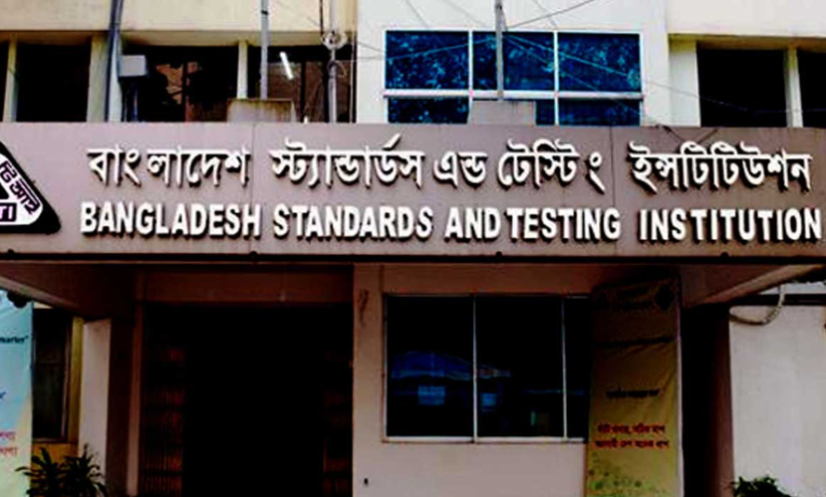 বাংলাদেশ স্ট্যান্ডার্ডস এন্ড টেস্টিং ইন্সটিটিউশন
BANGLADESH STANDARDS AND TESTING INSTITUTION